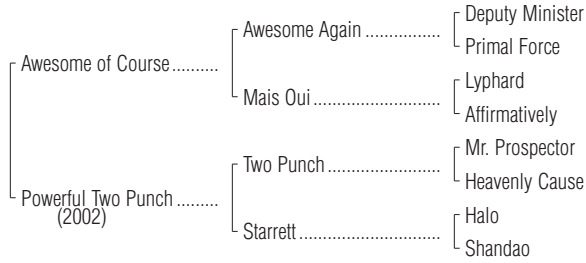 Deputy Minister
Awesome Again ................
Primal Force
Awesome of Course ..........
Lyphard
Mais Oui .............................
Affirmatively
Mr. Prospector
Two Punch .........................
Heavenly Cause
Powerful Two Punch .........
(2002)
Halo
Starrett ................................
Shandao